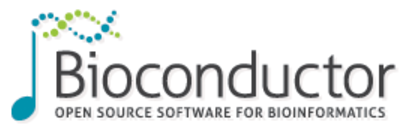 Bioconductor
OPEN SOURCE SOFTWARE FOR BIOINFORMATICS